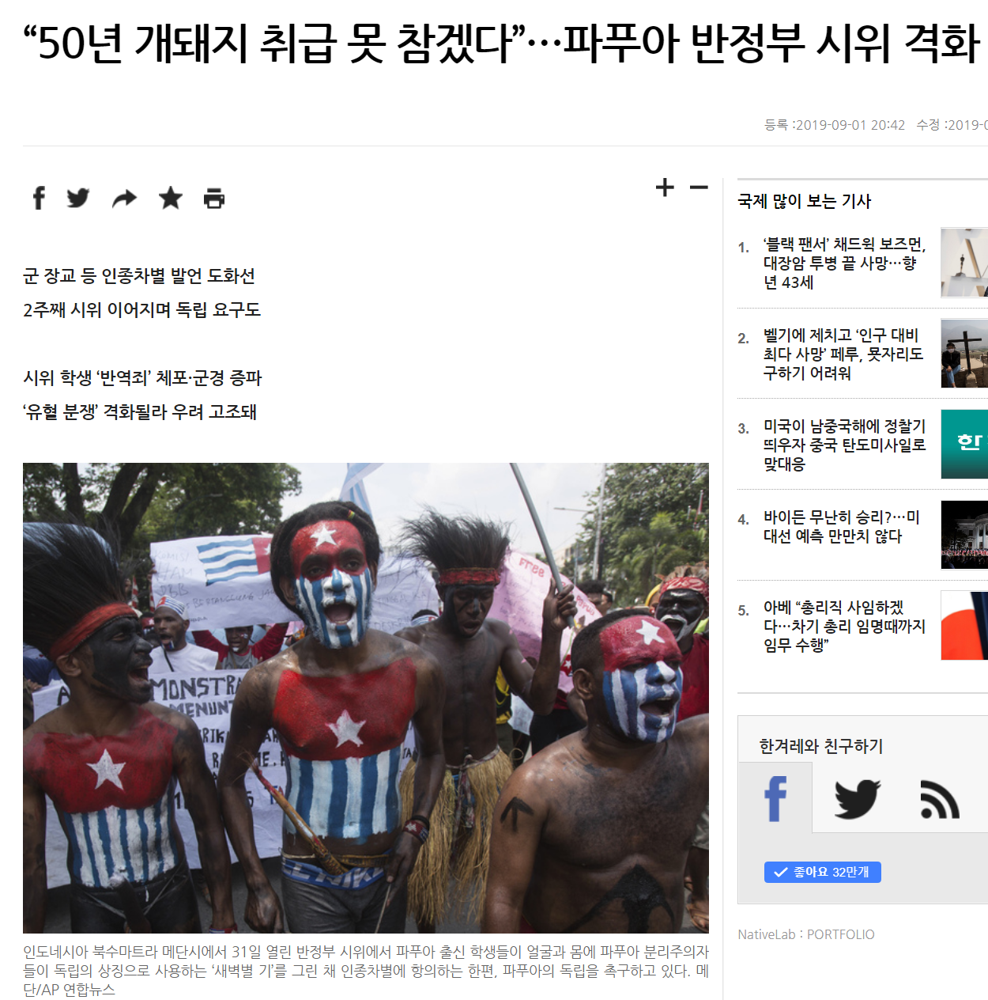 “50년 개돼지 취급 못 참겠다”…파푸아 반정부 시위 격화
등록 :2019-09-01 20:42 수정 :2019-0
군 장교 등 인종차별 발언 도화선
2주째 시위 이어지며 독립 요구도
시위 학생 ‘반역죄’ 체포·군경 증파
‘유혈 분쟁’ 격화될라 우려 고조돼
MONSTRA
MENUNT
인도네시아 북수마트라 메단시에서 31일 열린 반정부 시위에서 파푸아 출신 학생들이 얼굴과 몸에 파푸아 분리주의자
들이 독립의 상징으로 사용하는 ‘새벽별 기’를 그린 채 인종차별에 항의하는 한편, 파푸아의 독립을 촉구하고 있다. 메
단/AP 연합뉴스
국제 많이 보는 기사
1. ‘블랙 팬서’ 채드윅 보즈먼,
대장암 투병 끝 사망…향
년 43세
2. 벨기에 제치고 ‘인구 대비
최다 사망’ 페루, 묫자리도
구하기 어려워
3. 미국이 남중국해에 정찰기
띄우자 중국 탄도미사일로
맞대응
한
4. 바이든 무난히 승리?…미
대선 예측 만만치 않다
5. 아베 “총리직 사임하겠
다…차기 총리 임명때까지
임무 수행”
한겨레와 친구하기
좋아요 32만개
NativeLab : PORTFOLIO